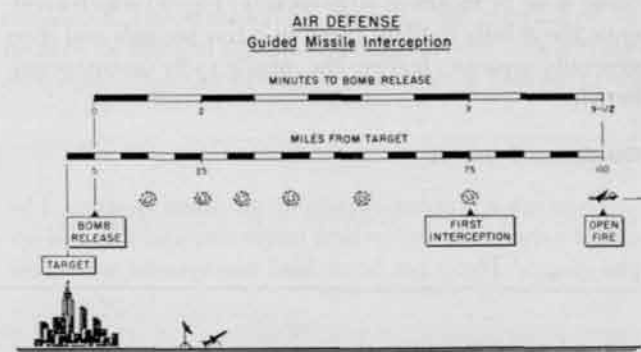 AIR DEFENSE
Guided Missile Interception
MINUTES TO BOMB RELEASE
0 2 7 9-1/2
MILES FROM TARGET
5 25 75 100
BOMB RELEASE
FIRST INTERCEPTION
OPEN FIRE
TARGET